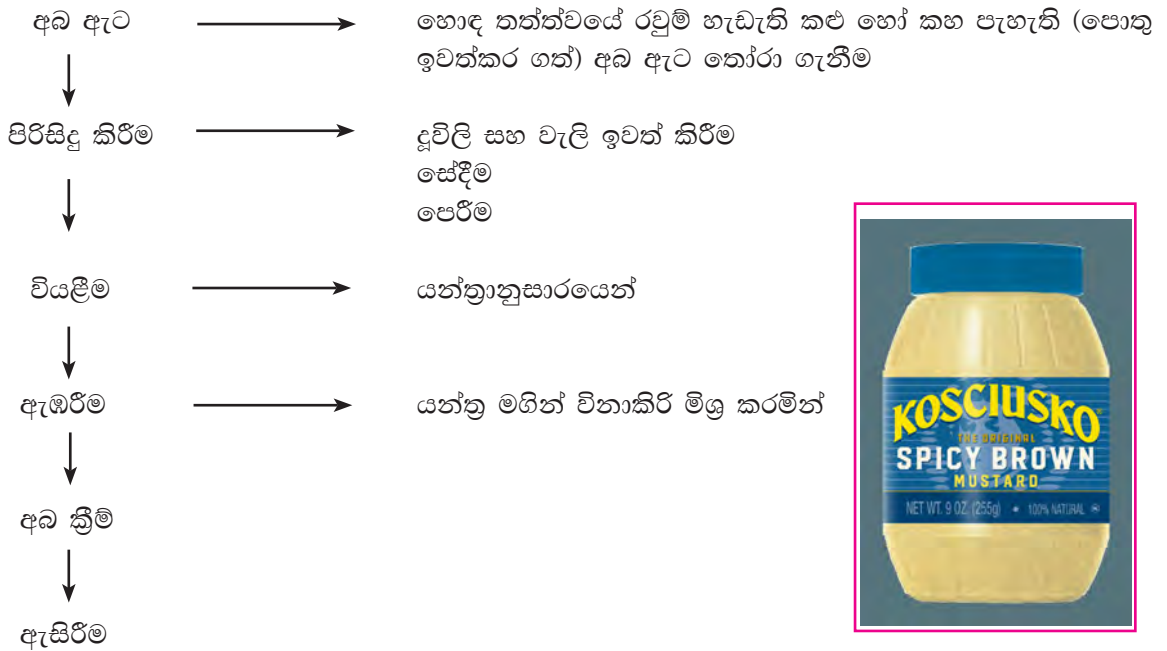 අබ ඇට
හොඳ තත්ත්වයේ රවුම් හැඩැති කළු හෝ කහ පැහැති (පොතු
ඉවත්කර ගත්) අබ ඇට තෝරා ගැනීම
පිරිසිදු කිරීම
දූවිලි සහ වැලි ඉවත් කිරීම
සේදීම
පෙරීම
වියළීම
යන්ත්‍රානුසාරයෙන්
ඇඹරීම
යන්ත්‍ර මගින් විනාකිරි මිශ්‍ර කරමින්
අබ ක්‍රීම්
ඇසිරීම
KOSCIUSKO
THE ORIGINAL
SPICY BROWN
MUSTARD
NET WT. 9 OZ. (255g) • 100% NATURAL